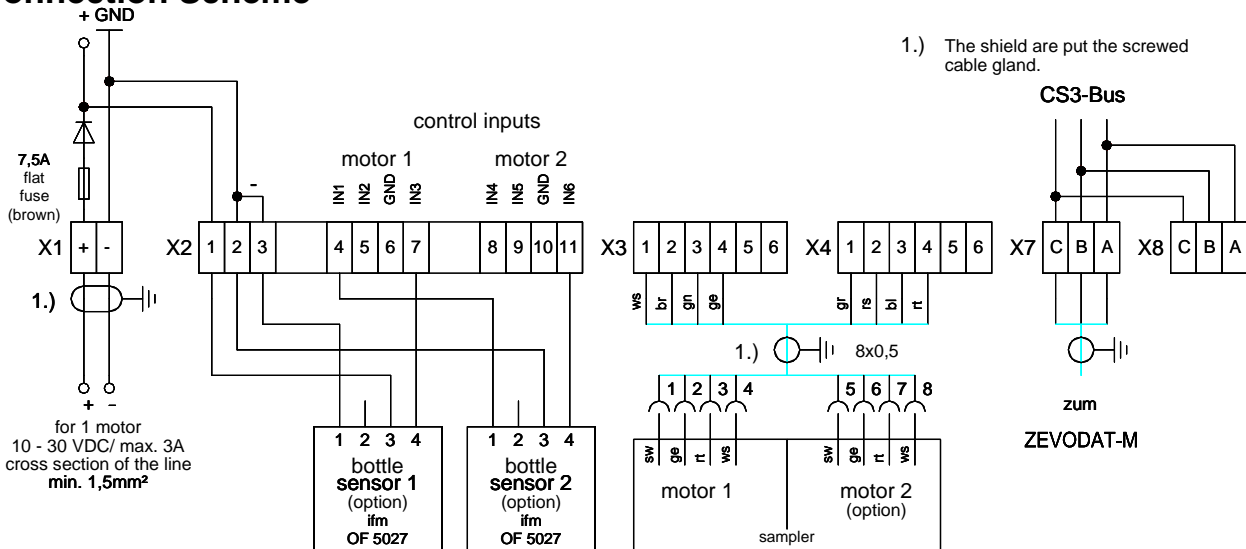 + GND
1.) The shield are put the screwed
cable gland.
CS3-Bus
control inputs
motor 1 motor 2
7,5A
flat
fuse
(brown)
-
IN1 IN2 GND IN3 IN4 IN5 GND IN6
X1 + - X2 1 2 3 4 5 6 7 8 9 10 11 X3 1 2 3 4 5 6 X4 1 2 3 4 5 6 X7 C B A X8 C B A
1.)
ws br gn ge gr rs bl rt
1.) 8x0,5
+ -
1 2 3 4 5 6 7 8
zum
ZEVODAT-M
for 1 motor
10 - 30 VDC/ max. 3A
cross section of the line
min. 1,5mm²
1 2 3 4 1 2 3 4
bottle
sensor 1
(option)
ifm
OF 5027
bottle
sensor 2
(option)
ifm
OF 5027
sw ge rt ws sw ge rt ws
motor 1 motor 2
(option)
sampler